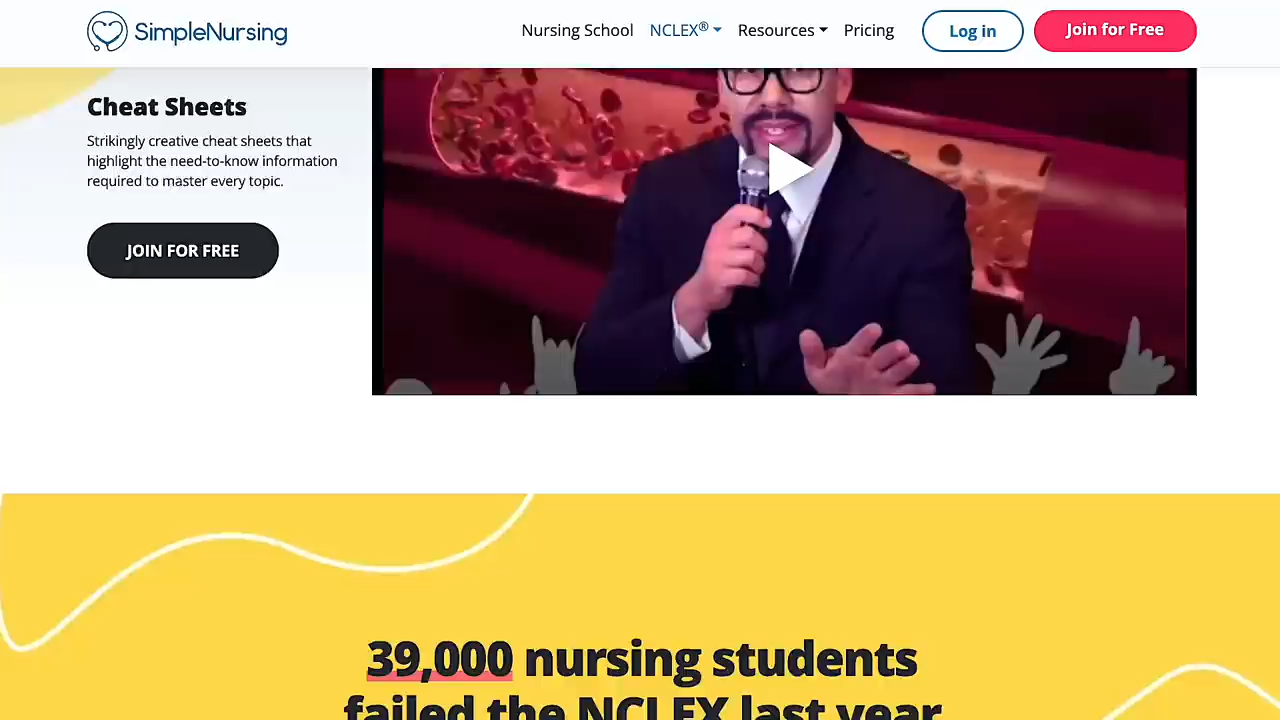 SimpleNursing
Nursing School NCLEX® Resources Pricing Log in Join for Free
Cheat Sheets
Strikingly creative cheat sheets that
highlight the need-to-know information
required to master every topic.
JOIN FOR FREE
39,000 nursing students
failed the NCLEX last year